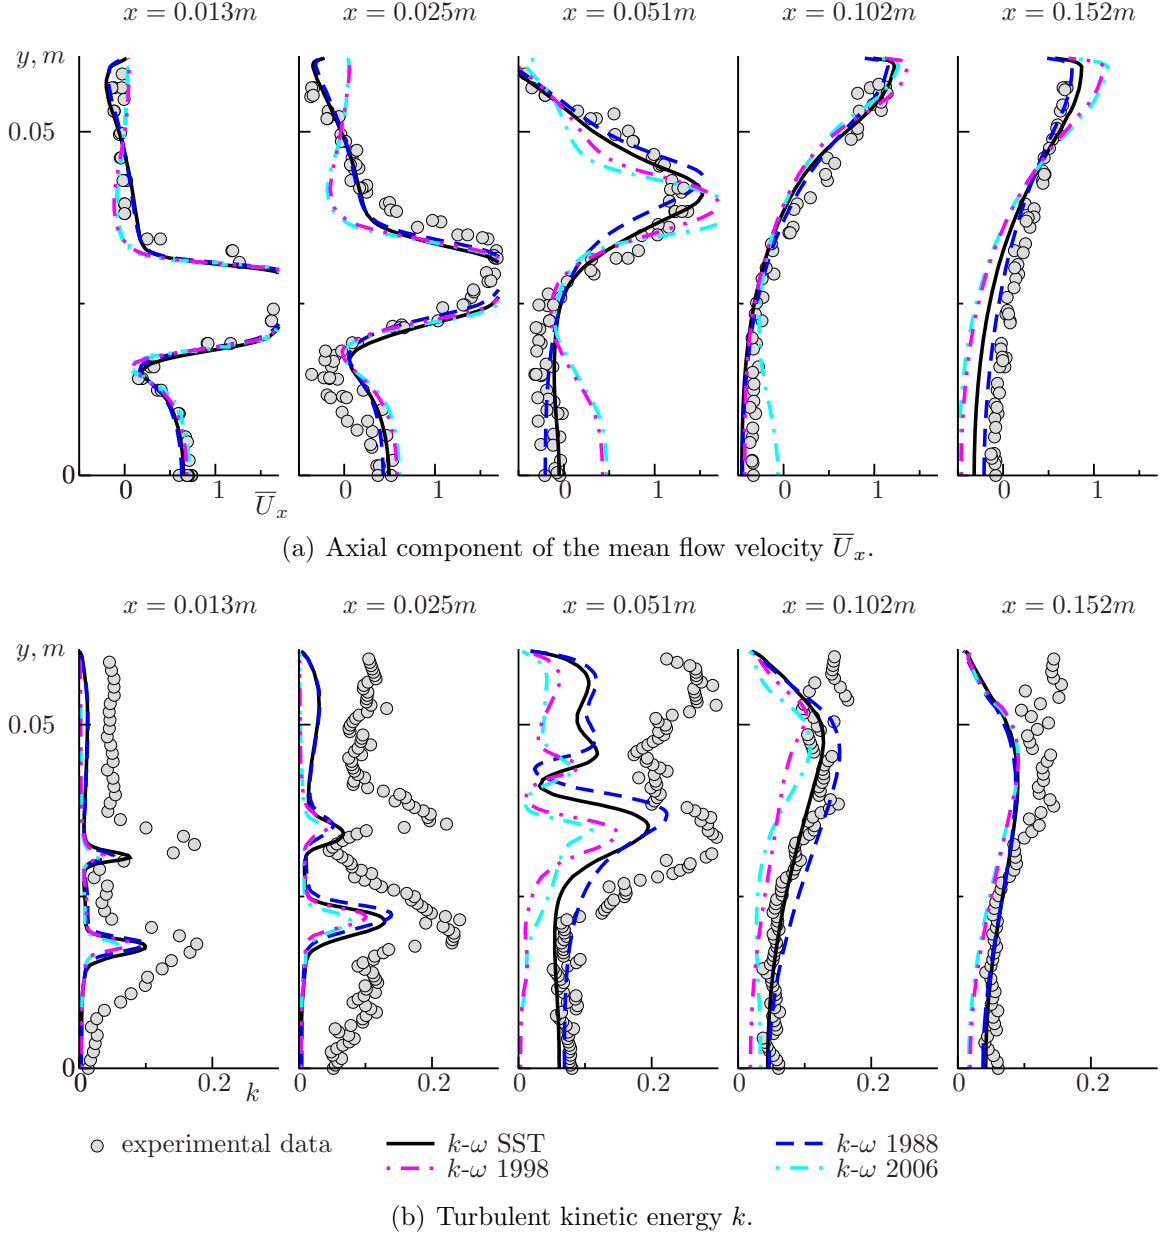 x = 0.013m x = 0.025m x = 0.051m x = 0.102m x = 0.152m
y, m
0.05
0
0 1 0 1 0 1 0 1 0 1
U̅ₓ
(a) Axial component of the mean flow velocity U̅ₓ.
x = 0.013m x = 0.025m x = 0.051m x = 0.102m x = 0.152m
y, m
0.05
0
0 0.2 0 0.2 0 0.2 0 0.2 0 0.2
k
experimental data k-ω SST k-ω 1988
k-ω 1998 k-ω 2006
(b) Turbulent kinetic energy k.